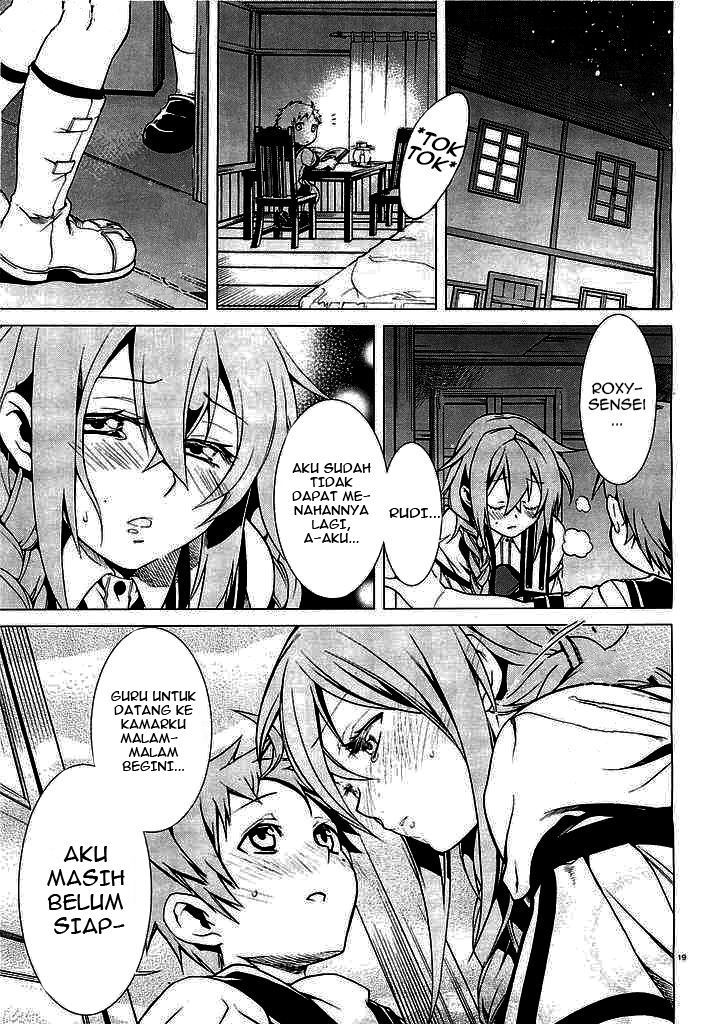 *TOK
TOK*
ROXY-
SENSEI
...
RUDI...
AKU SUDAH
TIDAK
DAPAT ME-
NAHANNYA
LAGI,
A-AKU...
GURU UNTUK
DATANG KE
KAMARKU
MALAM-
MALAM
BEGINI...
AKU
MASIH
BELUM
SIAP-
19